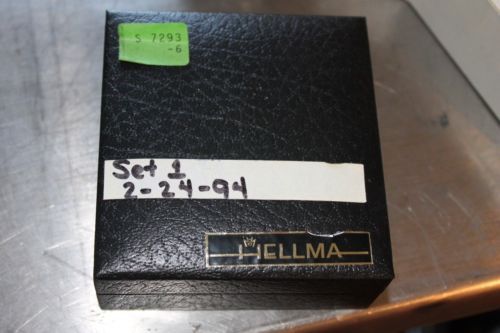 S 7293
-6
Set 1
2-24-94
HELLMA